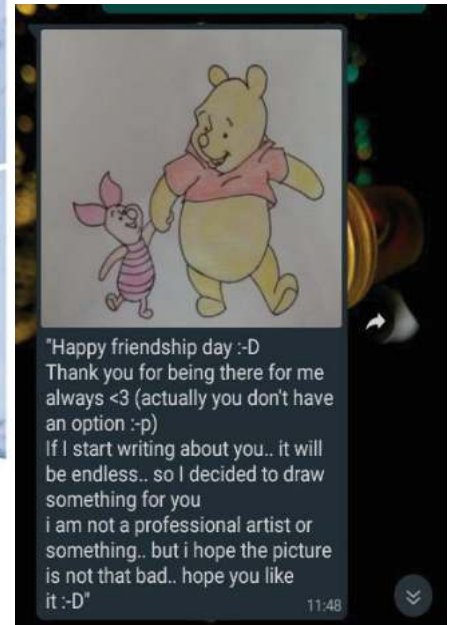 "Happy friendship day :-D
Thank you for being there for me
always <3 (actually you don't have
an option :-p)
If I start writing about you.. it will
be endless.. so I decided to draw
something for you
i am not a professional artist or
something.. but i hope the picture
is not that bad.. hope you like
it :-D"
11:48